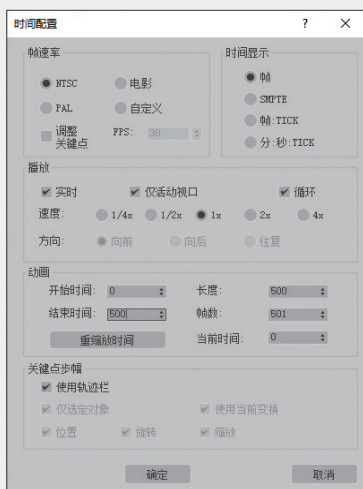 时间配置 ? ×
帧速率
NTSC 电影
PAL 自定义
调整
关键点 FPS: 30
时间显示
帧
SMPTE
帧:TICK
分:秒:TICK
播放
实时 仅活动视口 循环
速度: 1/4x 1/2x 1x 2x 4x
方向: 向前 向后 往复
动画
开始时间: 0 长度: 500
结束时间: 500 帧数: 501
重缩放时间 当前时间: 0
关键点步幅
使用轨迹栏
仅选定对象 使用当前变换
位置 旋转 缩放
确定 取消